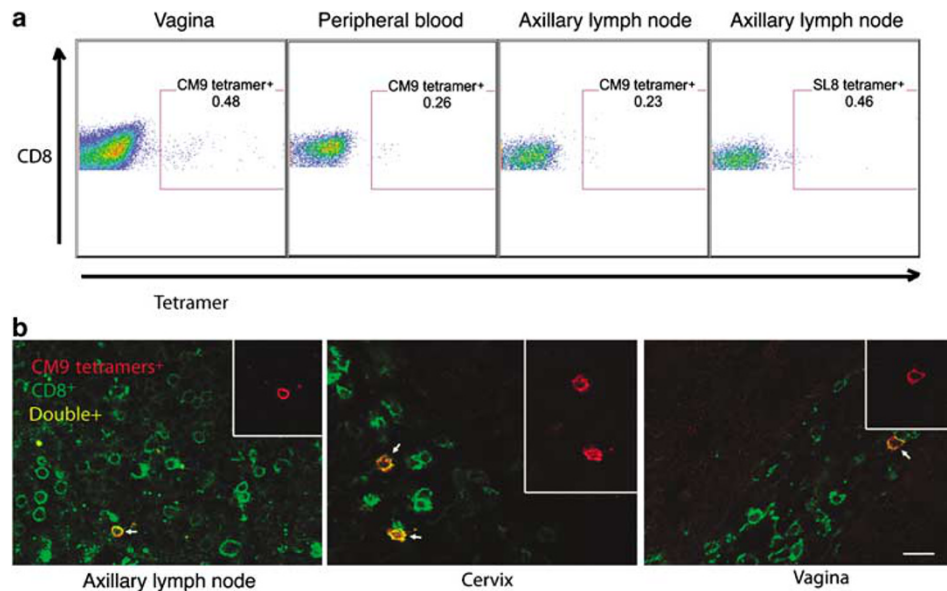 a
Vagina
Peripheral blood
Axillary lymph node
Axillary lymph node
CM9 tetramer+
0.48
CM9 tetramer+
0.26
CM9 tetramer+
0.23
SL8 tetramer+
0.46
CD8
Tetramer
b
CM9 tetramers⁺
CD8⁺
Double+
Axillary lymph node
Cervix
Vagina